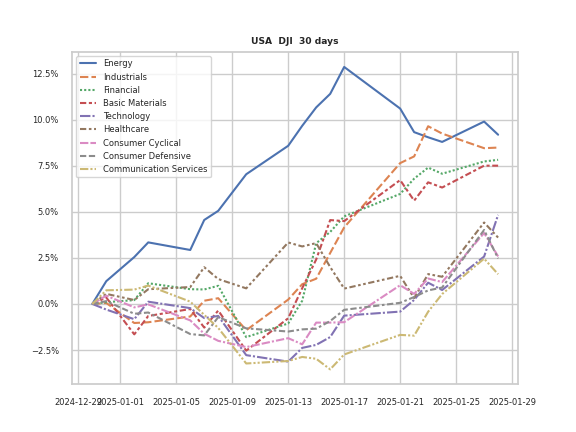 USA DJI 30 days
12.5%
10.0%
7.5%
5.0%
2.5%
0.0%
−2.5%
Energy
Industrials
Financial
Basic Materials
Technology
Healthcare
Consumer Cyclical
Consumer Defensive
Communication Services
2024-12-29 2025-01-01 2025-01-05 2025-01-09 2025-01-13 2025-01-17 2025-01-21 2025-01-25 2025-01-29